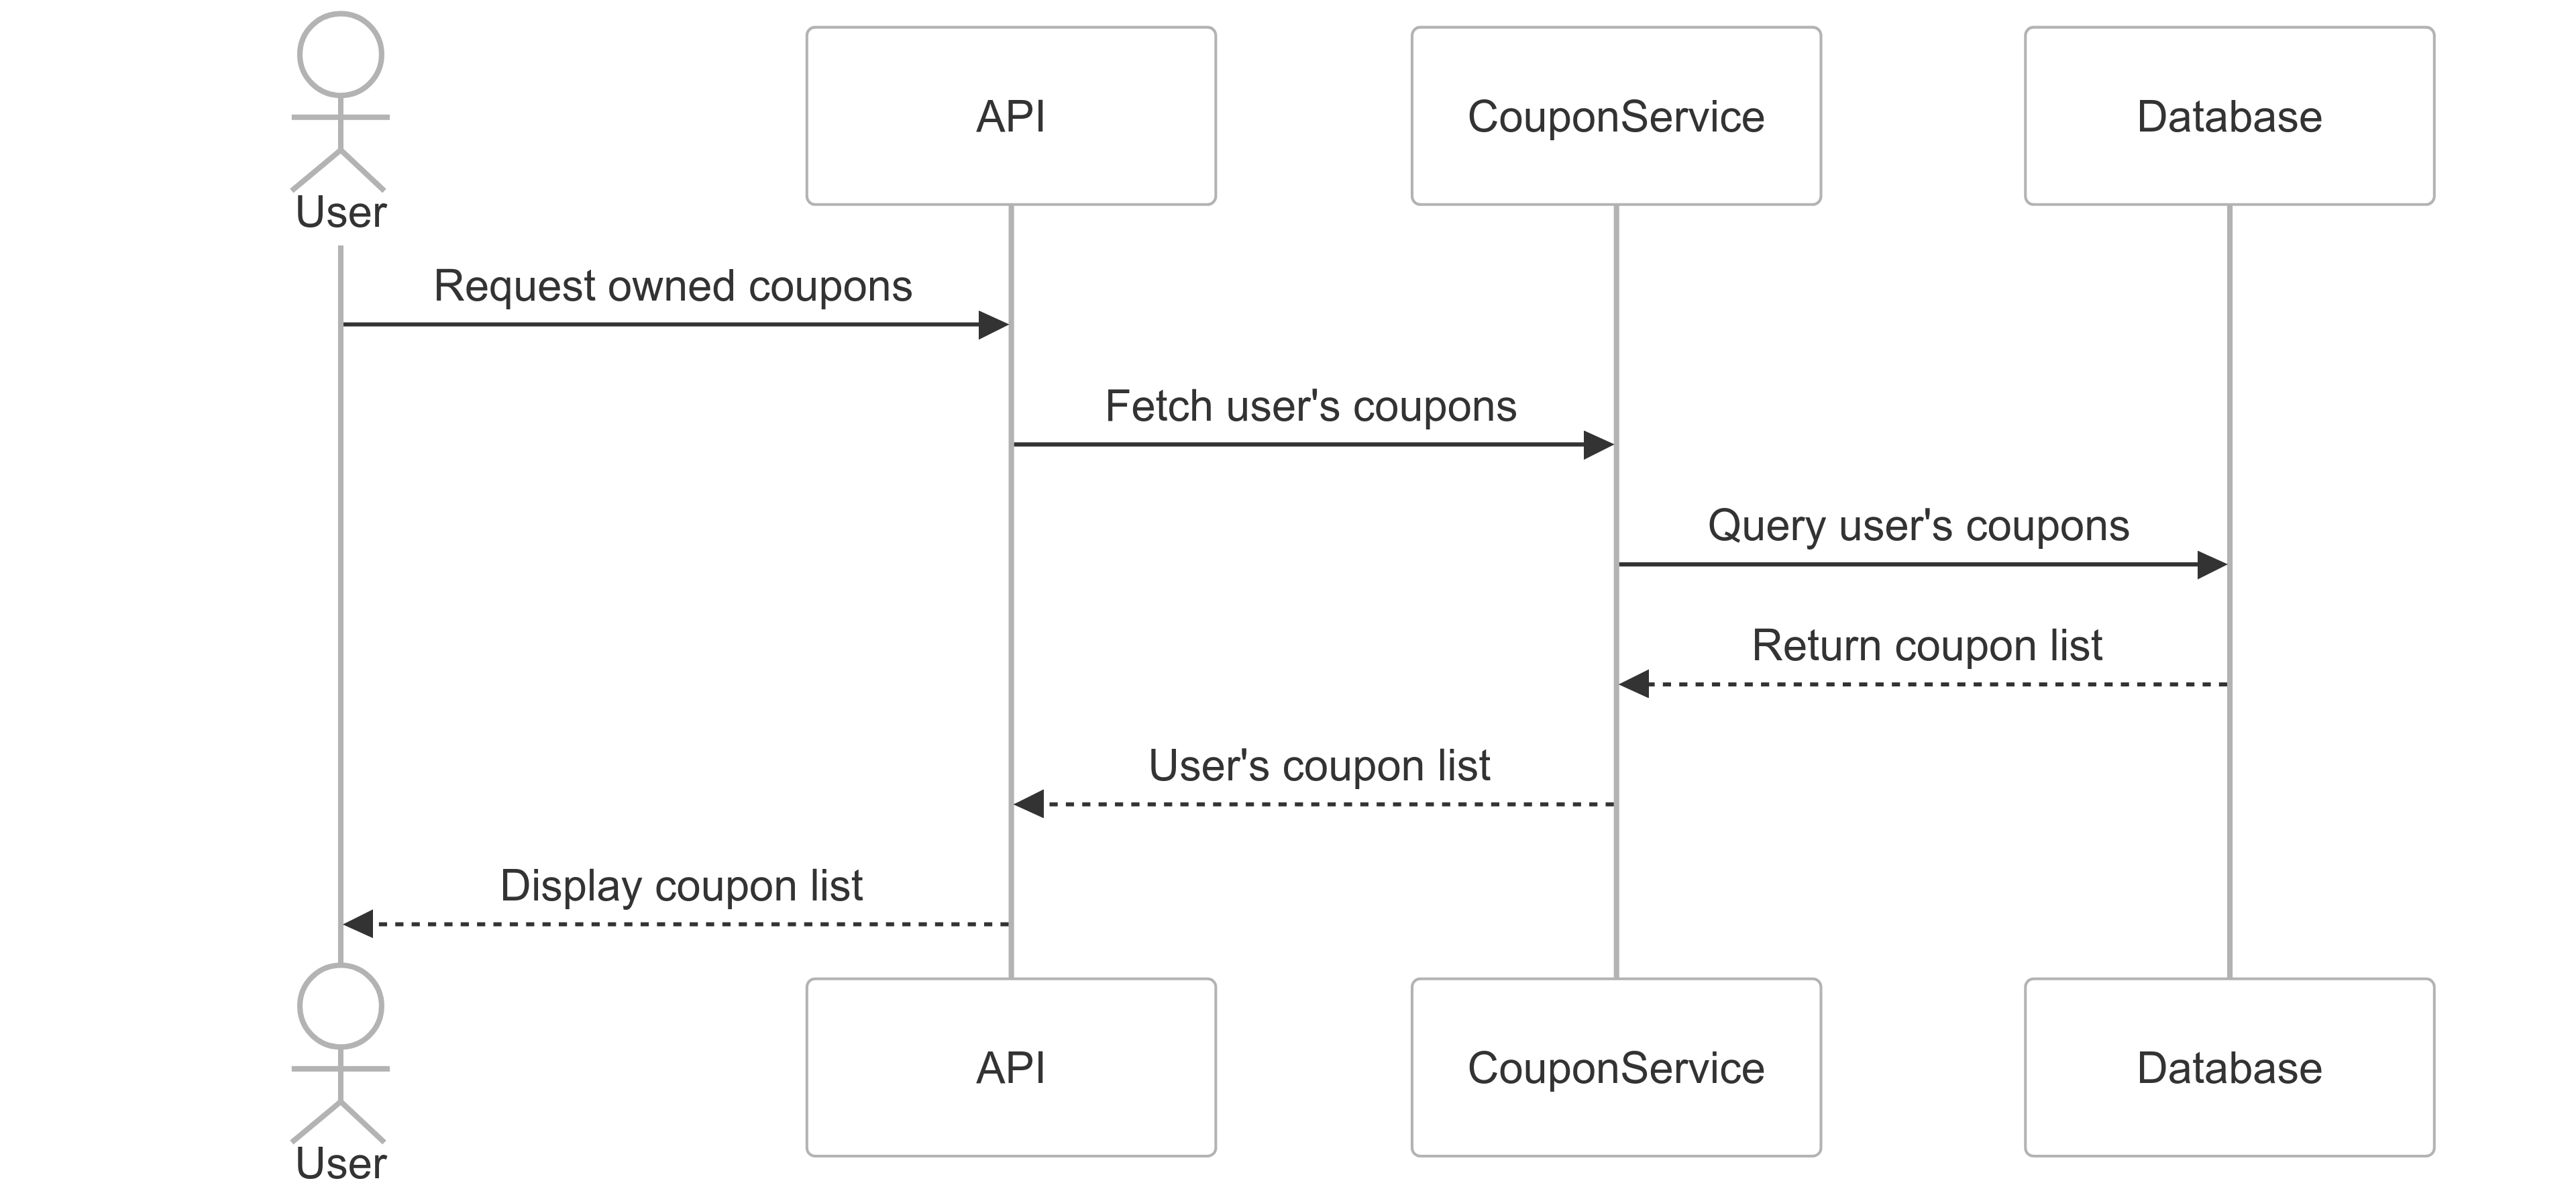 User
API
CouponService
Database
Request owned coupons
Fetch user's coupons
Query user's coupons
Return coupon list
User's coupon list
Display coupon list
User
API
CouponService
Database